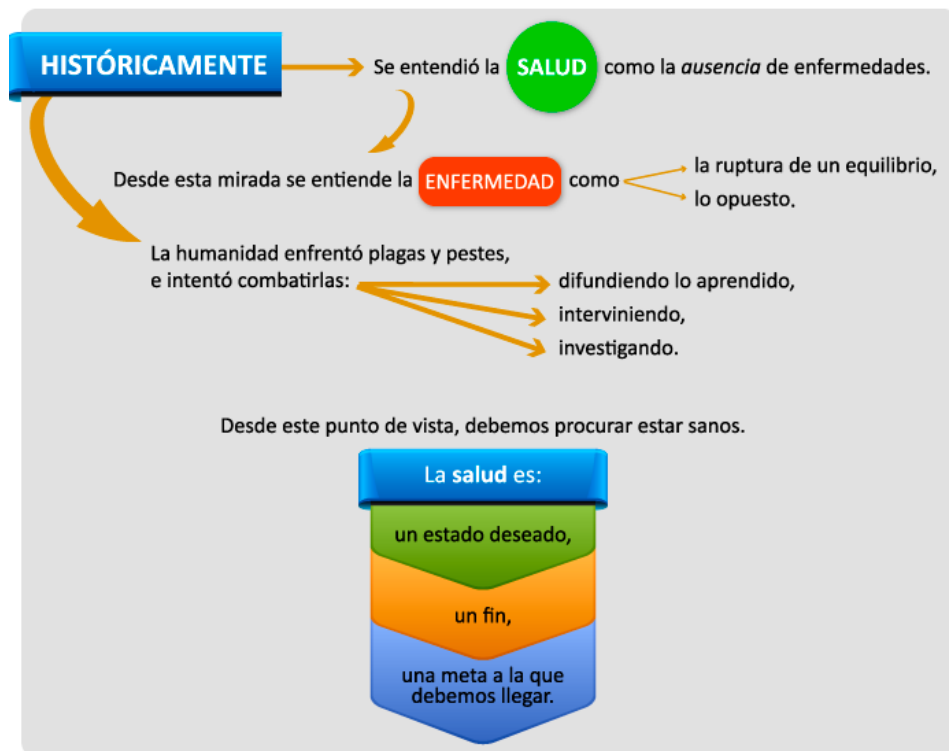 HISTÓRICAMENTE
Se entendió la SALUD como la ausencia de enfermedades.
Desde esta mirada se entiende la ENFERMEDAD como
la ruptura de un equilibrio,
lo opuesto.
La humanidad enfrentó plagas y pestes,
e intentó combatirlas:
difundiendo lo aprendido,
interviniendo,
investigando.
Desde este punto de vista, debemos procurar estar sanos.
La salud es:
un estado deseado,
un fin,
una meta a la que
debemos llegar.